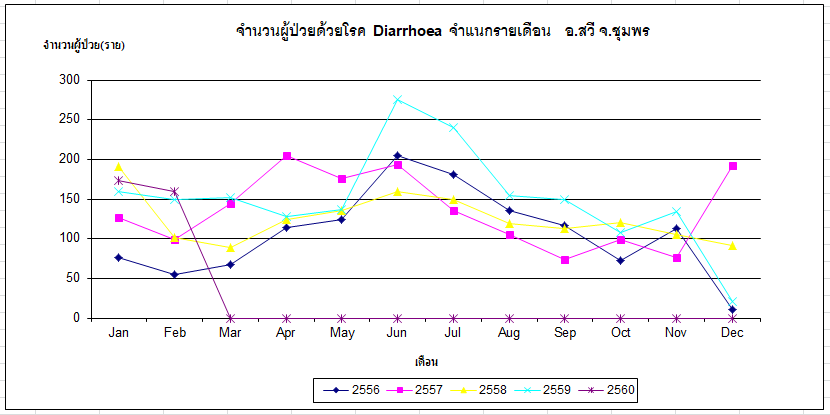 จำนวนผู้ป่วยด้วยโรค Diarrhoea จำแนกรายเดือน อ.สวี จ.ชุมพร
จำนวนผู้ป่วย(ราย)
300
250
200
150
100
50
0
Jan Feb Mar Apr May Jun Jul Aug Sep Oct Nov Dec
เดือน
2556 2557 2558 2559 2560